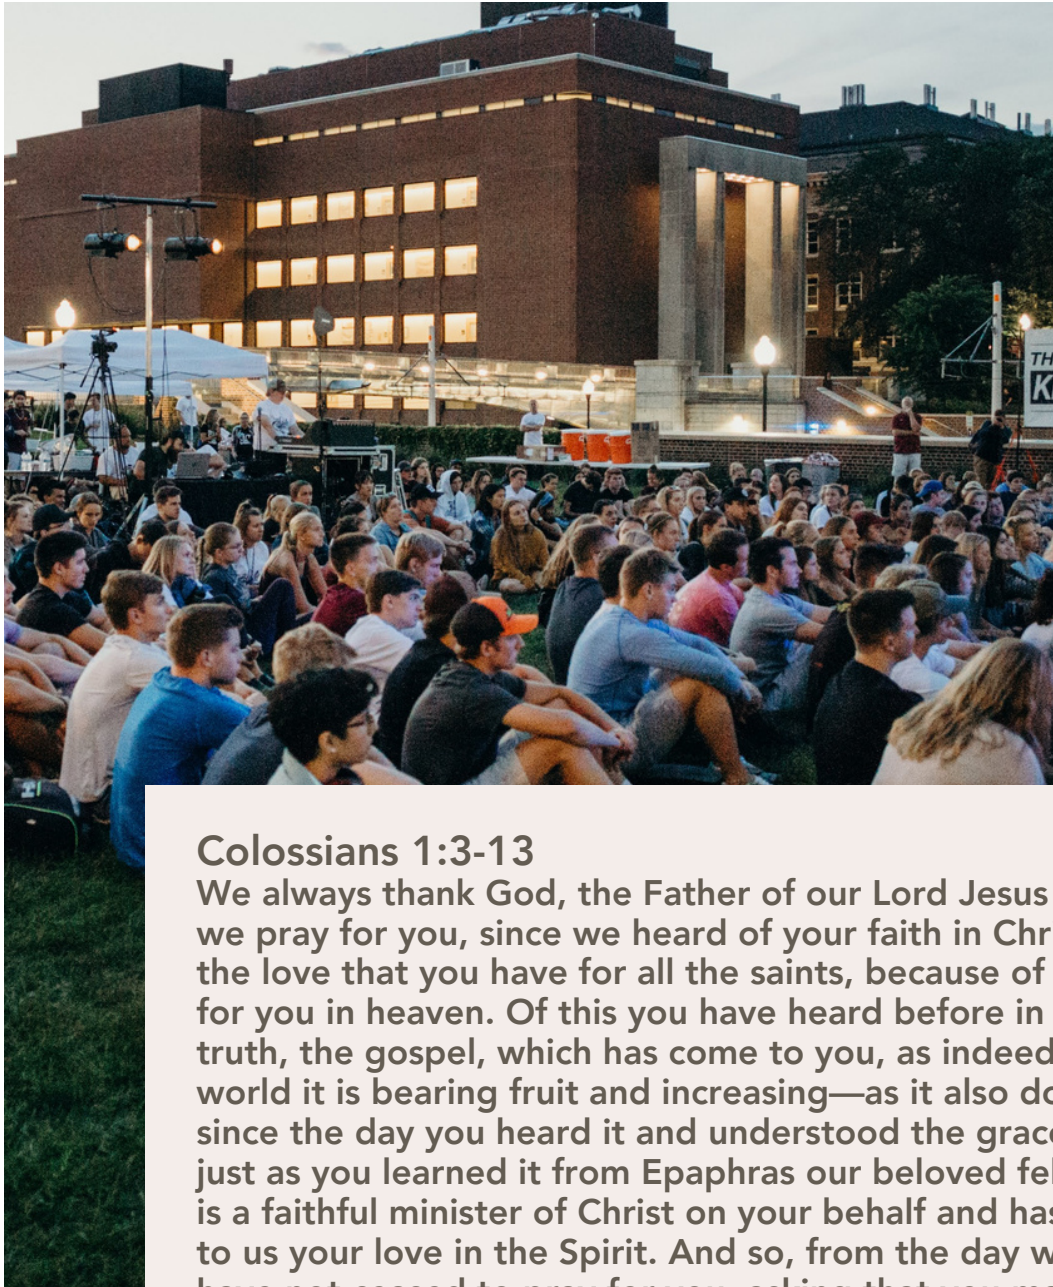 TH
K
Colossians 1:3-13
We always thank God, the Father of our Lord Jesus
we pray for you, since we heard of your faith in Chr
the love that you have for all the saints, because of
for you in heaven. Of this you have heard before in
truth, the gospel, which has come to you, as indeed
world it is bearing fruit and increasing—as it also do
since the day you heard it and understood the grace
just as you learned it from Epaphras our beloved fel
is a faithful minister of Christ on your behalf and has
to us your love in the Spirit. And so, from the day w